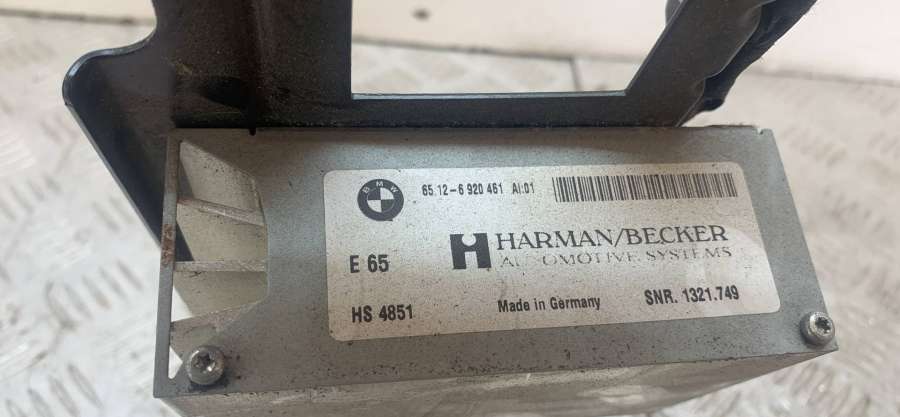 BMW
65.12-6 920 461 AI:01
HARMAN/BECKER
AUTOMOTIVE SYSTEMS
E 65
HS 4851
Made in Germany
SNR. 1321.749